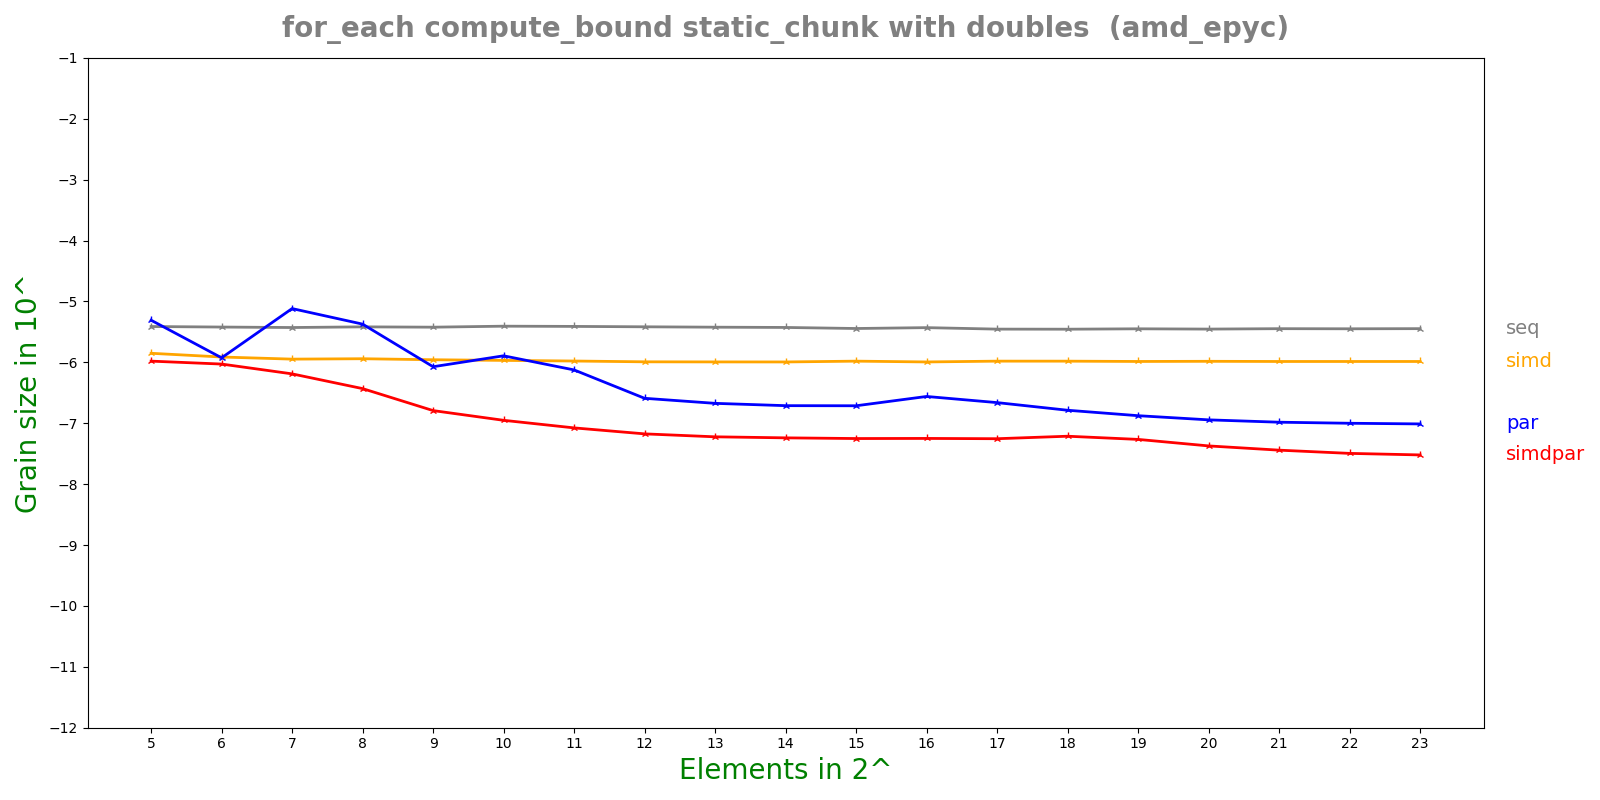 for_each compute_bound static_chunk with doubles  (amd_epyc)
Grain size in 10^
−1
−2
−3
−4
−5
−6
−7
−8
−9
−10
−11
−12
seq
simd
par
simdpar
5 6 7 8 9 10 11 12 13 14 15 16 17 18 19 20 21 22 23
Elements in 2^